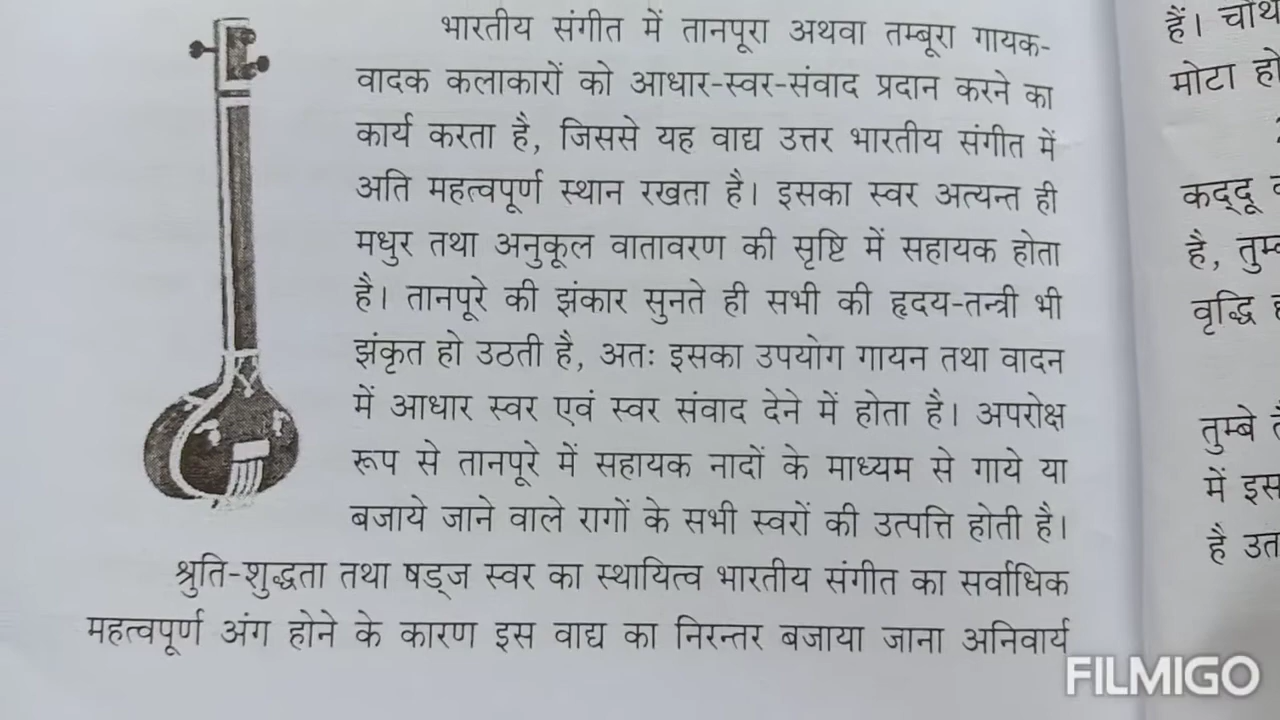 भारतीय संगीत में तानपूरा अथवा तम्बूरा गायक-
वादक कलाकारों को आधार-स्वर-संवाद प्रदान करने का
कार्य करता है, जिससे यह वाद्य उत्तर भारतीय संगीत में
अति महत्वपूर्ण स्थान रखता है। इसका स्वर अत्यन्त ही
मधुर तथा अनुकूल वातावरण की सृष्टि में सहायक होता
है। तानपूरे की झंकार सुनते ही सभी की हृदय-तन्त्री भी
झंकृत हो उठती है, अतः इसका उपयोग गायन तथा वादन
में आधार स्वर एवं स्वर संवाद देने में होता है। अपरोक्ष
रूप से तानपूरे में सहायक नादों के माध्यम से गाये या
बजाये जाने वाले रागों के सभी स्वरों की उत्पत्ति होती है।
श्रुति-शुद्धता तथा षड्ज स्वर का स्थायित्व भारतीय संगीत का सर्वाधिक
महत्वपूर्ण अंग होने के कारण इस वाद्य का निरन्तर बजाया जाना अनिवार्य
हैं।
मोटा
कद्दू
है,
वृद्धि
तुम्बे
में
है
FILMIGO